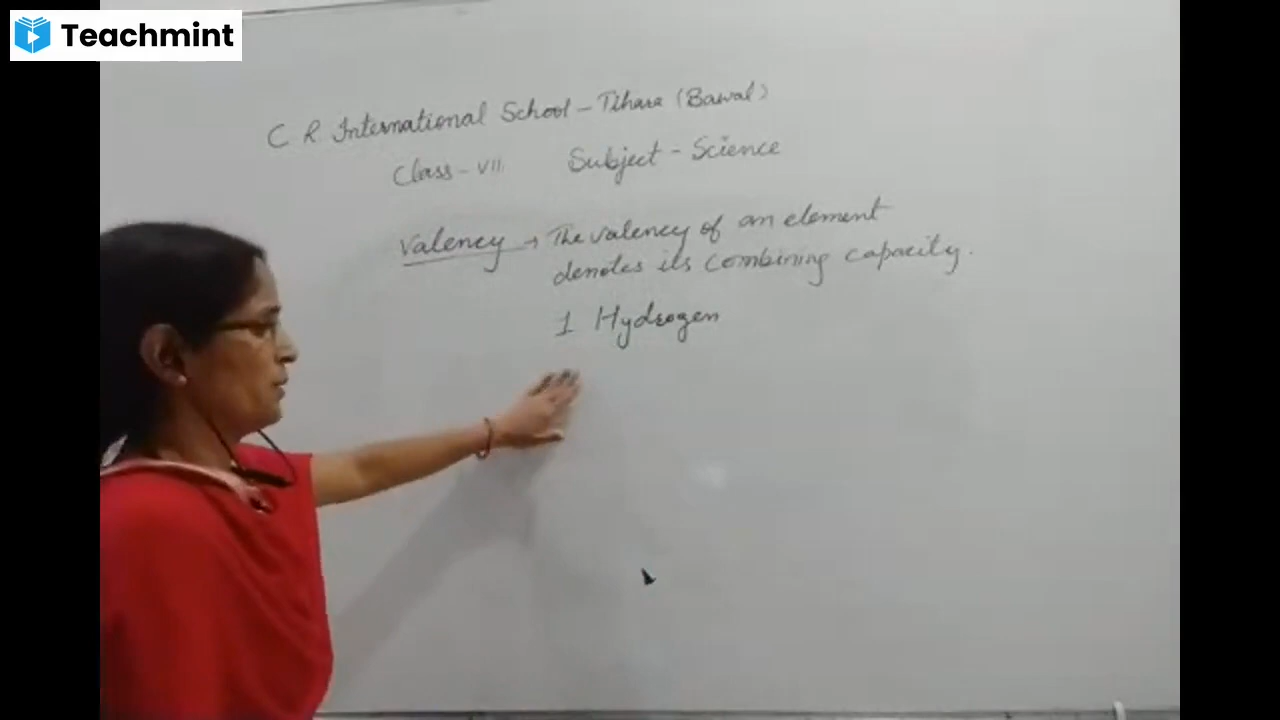 Teachmint
C R International School - Tihara (Bawal)
Class - VII Subject - Science
Valency → The valency of an element
denotes its combining capacity.
1 Hydrogen